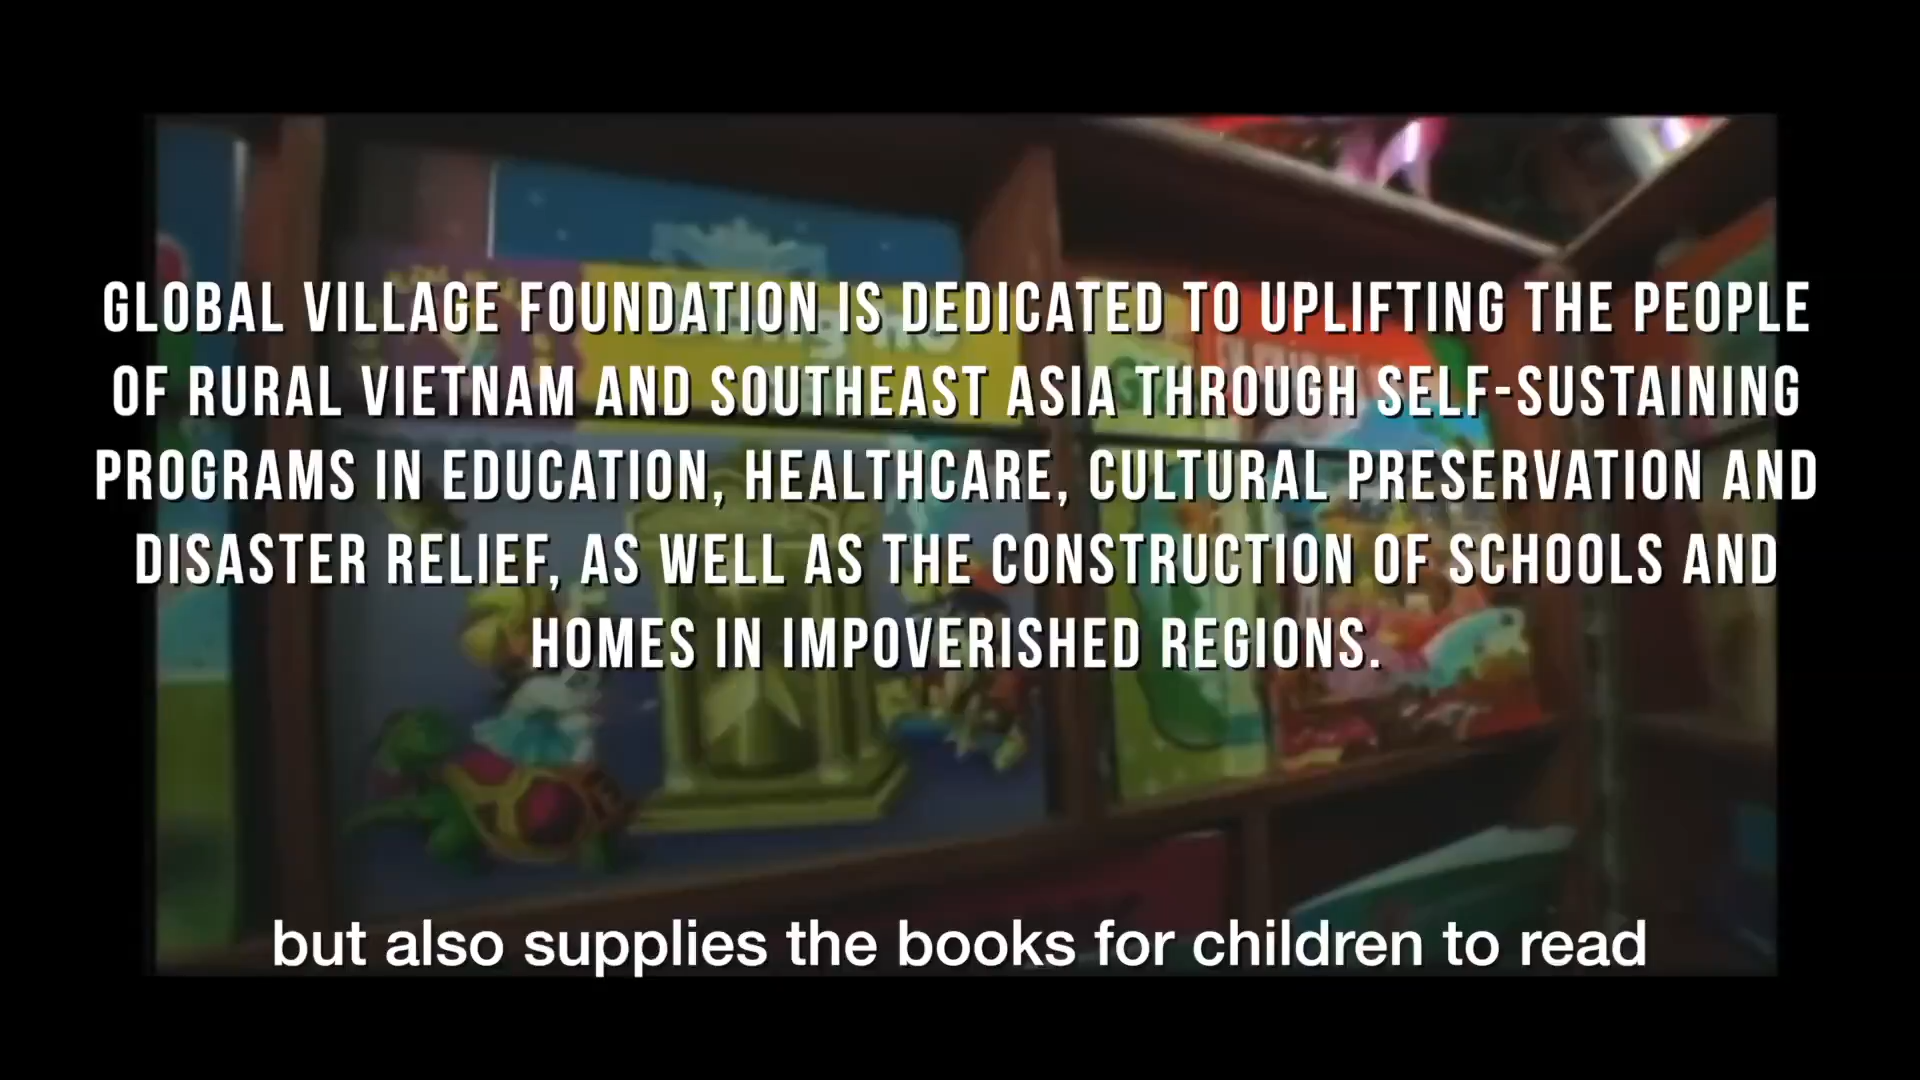 GLOBAL VILLAGE FOUNDATION IS DEDICATED TO UPLIFTING THE PEOPLE
OF RURAL VIETNAM AND SOUTHEAST ASIA THROUGH SELF-SUSTAINING
PROGRAMS IN EDUCATION, HEALTHCARE, CULTURAL PRESERVATION AND
DISASTER RELIEF, AS WELL AS THE CONSTRUCTION OF SCHOOLS AND
HOMES IN IMPOVERISHED REGIONS.
but also supplies the books for children to read